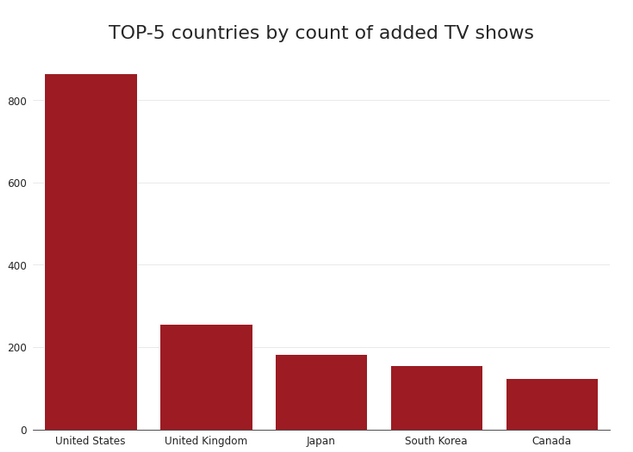 TOP-5 countries by count of added TV shows
800
600
400
200
0
United States
United Kingdom
Japan
South Korea
Canada